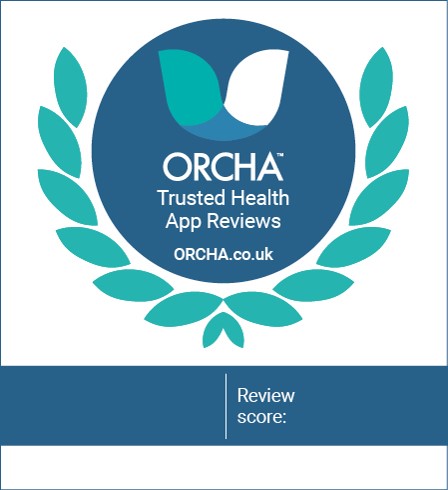 ORCHA™
Trusted Health
App Reviews
ORCHA.co.uk
Review
score: